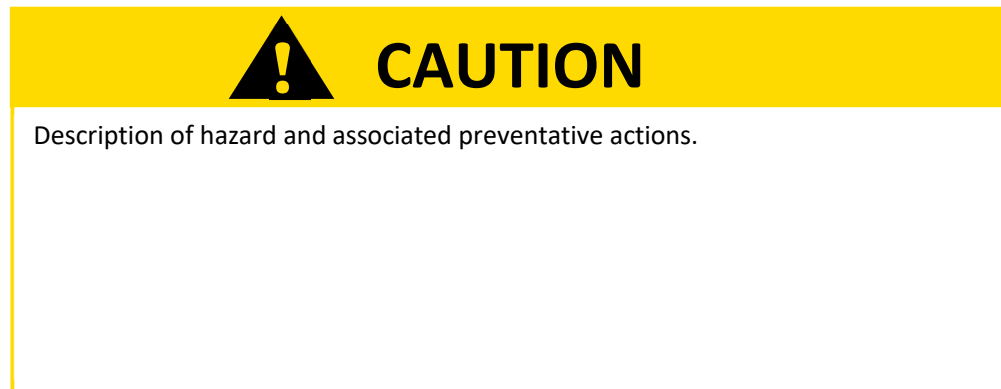 CAUTION
Description of hazard and associated preventative actions.